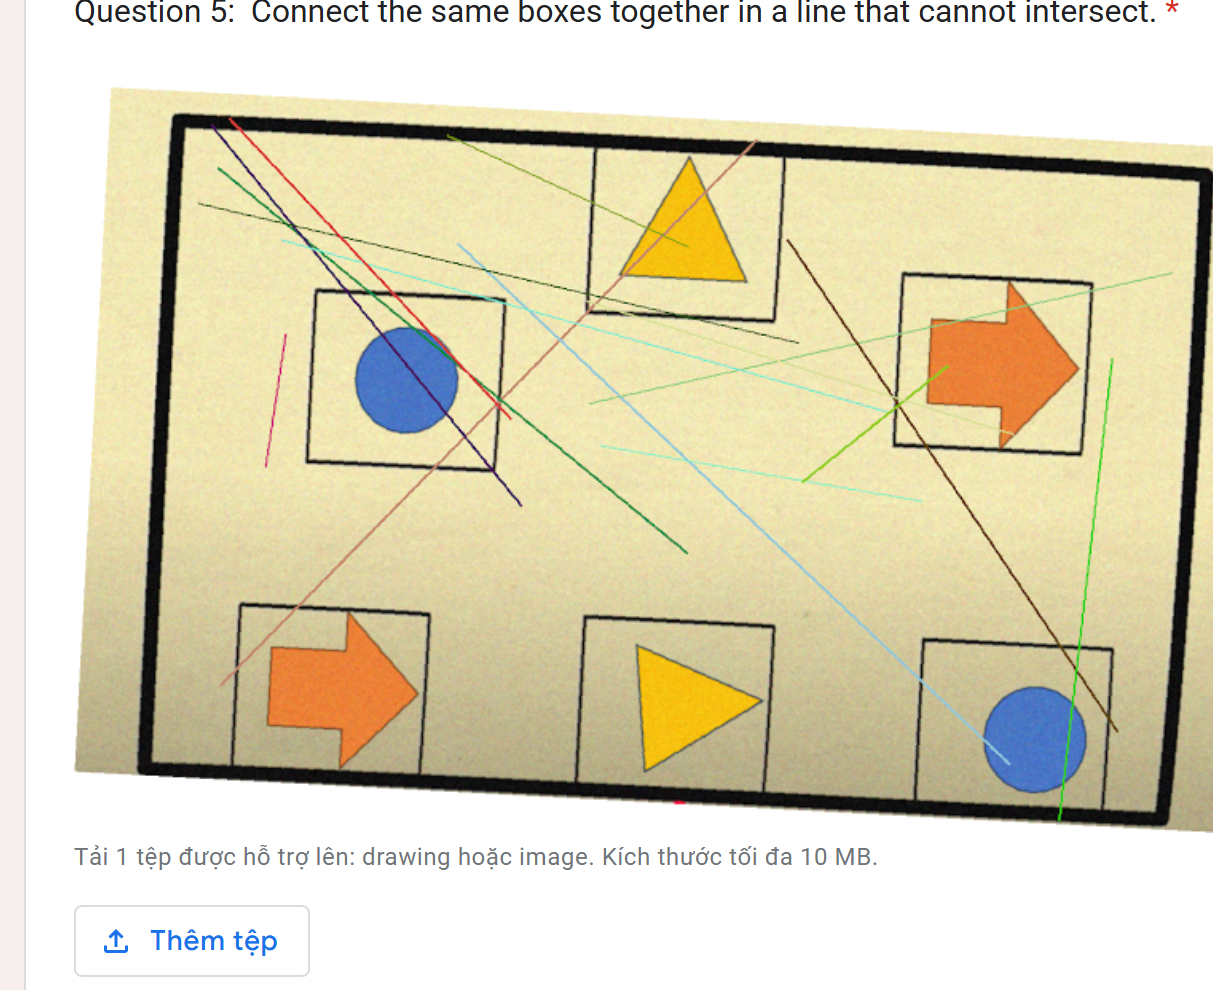 Question 5: Connect the same boxes together in a line that cannot intersect. *
Tải 1 tệp được hỗ trợ lên: drawing hoặc image. Kích thước tối đa 10 MB.
Thêm tệp